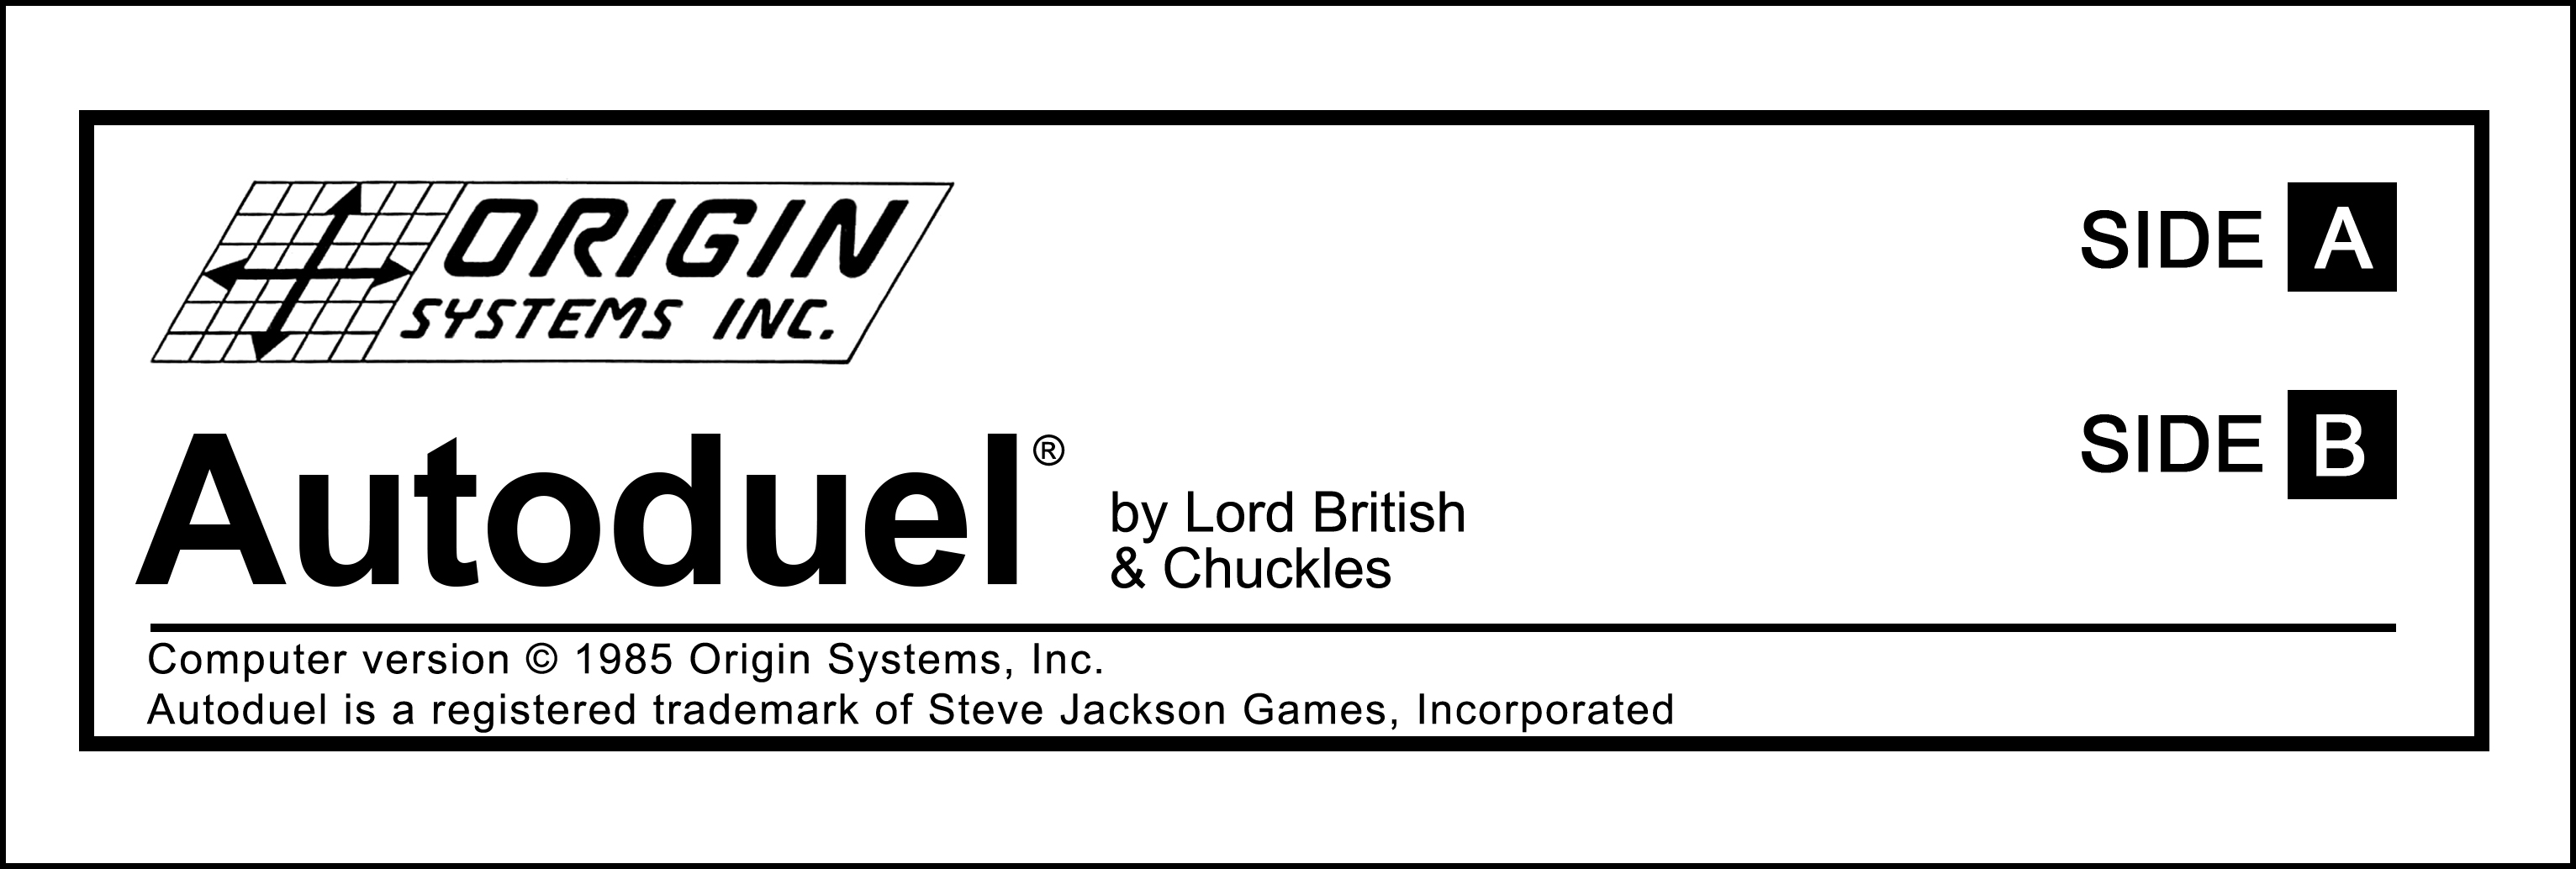 ORIGIN
SYSTEMS INC.
SIDE A
SIDE B
Autoduel®
by Lord British
& Chuckles
Computer version © 1985 Origin Systems, Inc.
Autoduel is a registered trademark of Steve Jackson Games, Incorporated